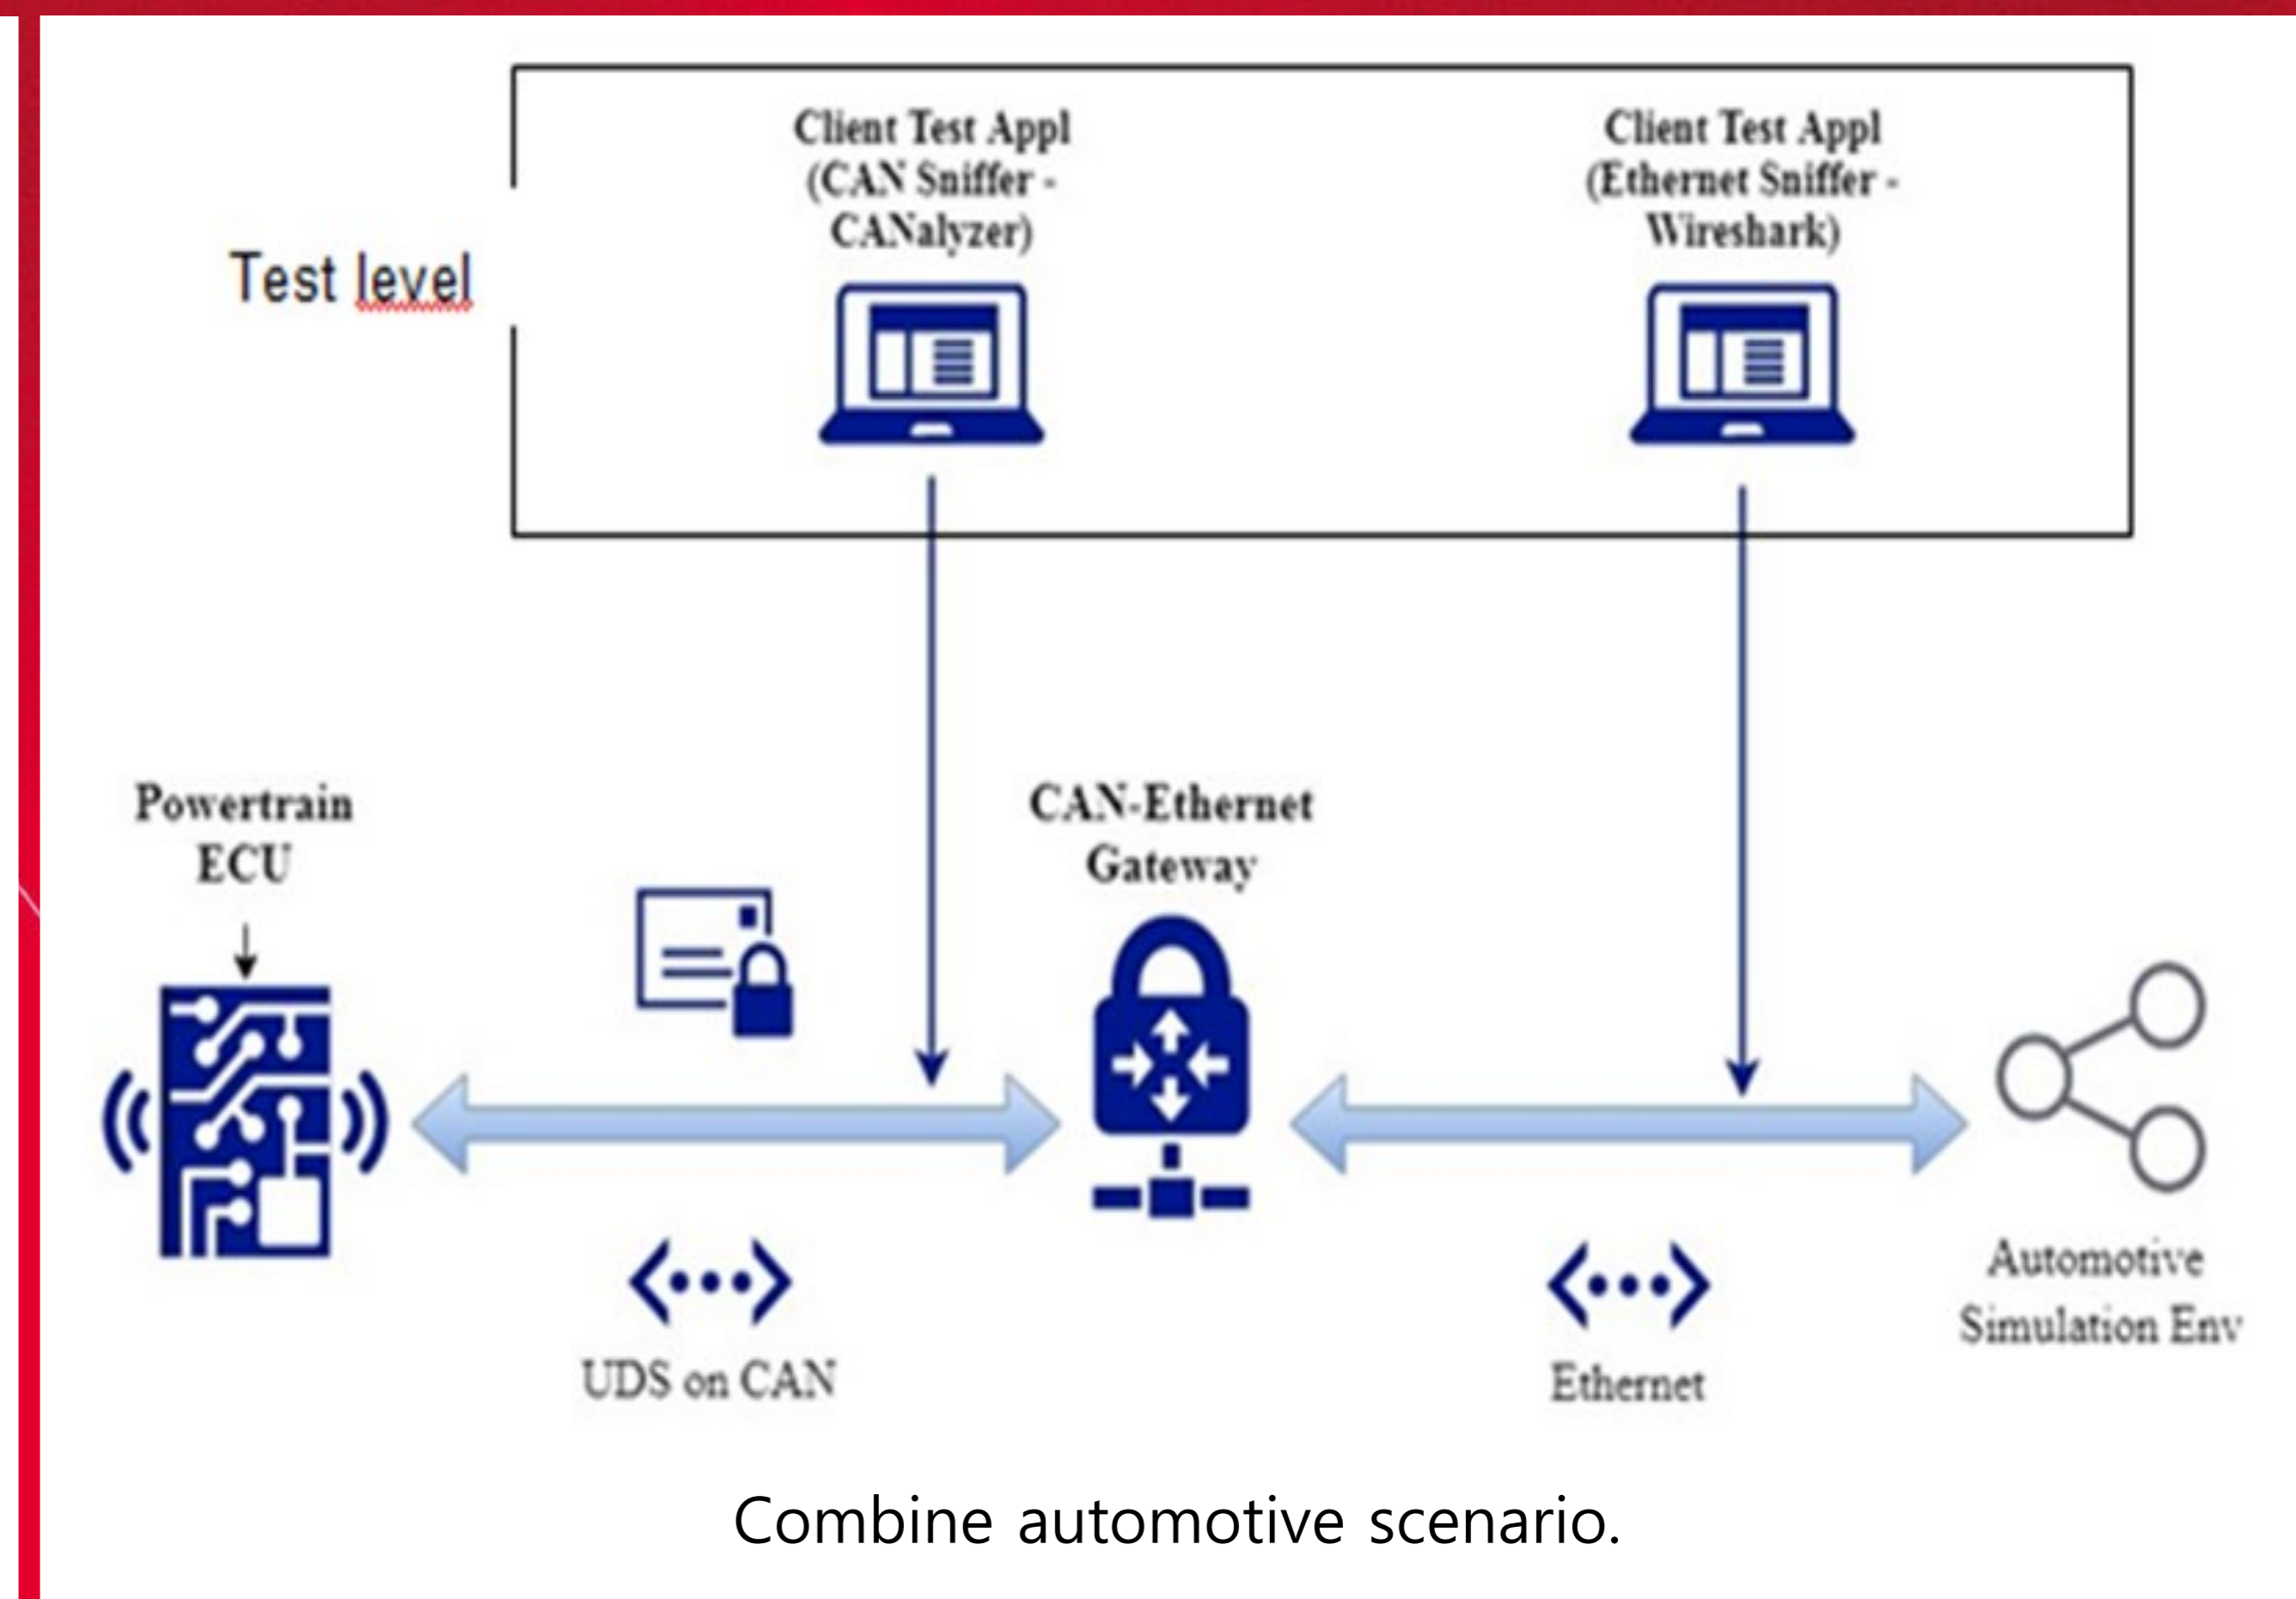 Client Test Appl
(CAN Sniffer -
CANalyzer)
Client Test Appl
(Ethernet Sniffer -
Wireshark)
Test level
Powertrain
ECU
CAN-Ethernet
Gateway
UDS on CAN
Ethernet
Automotive
Simulation Env
Combine automotive scenario.